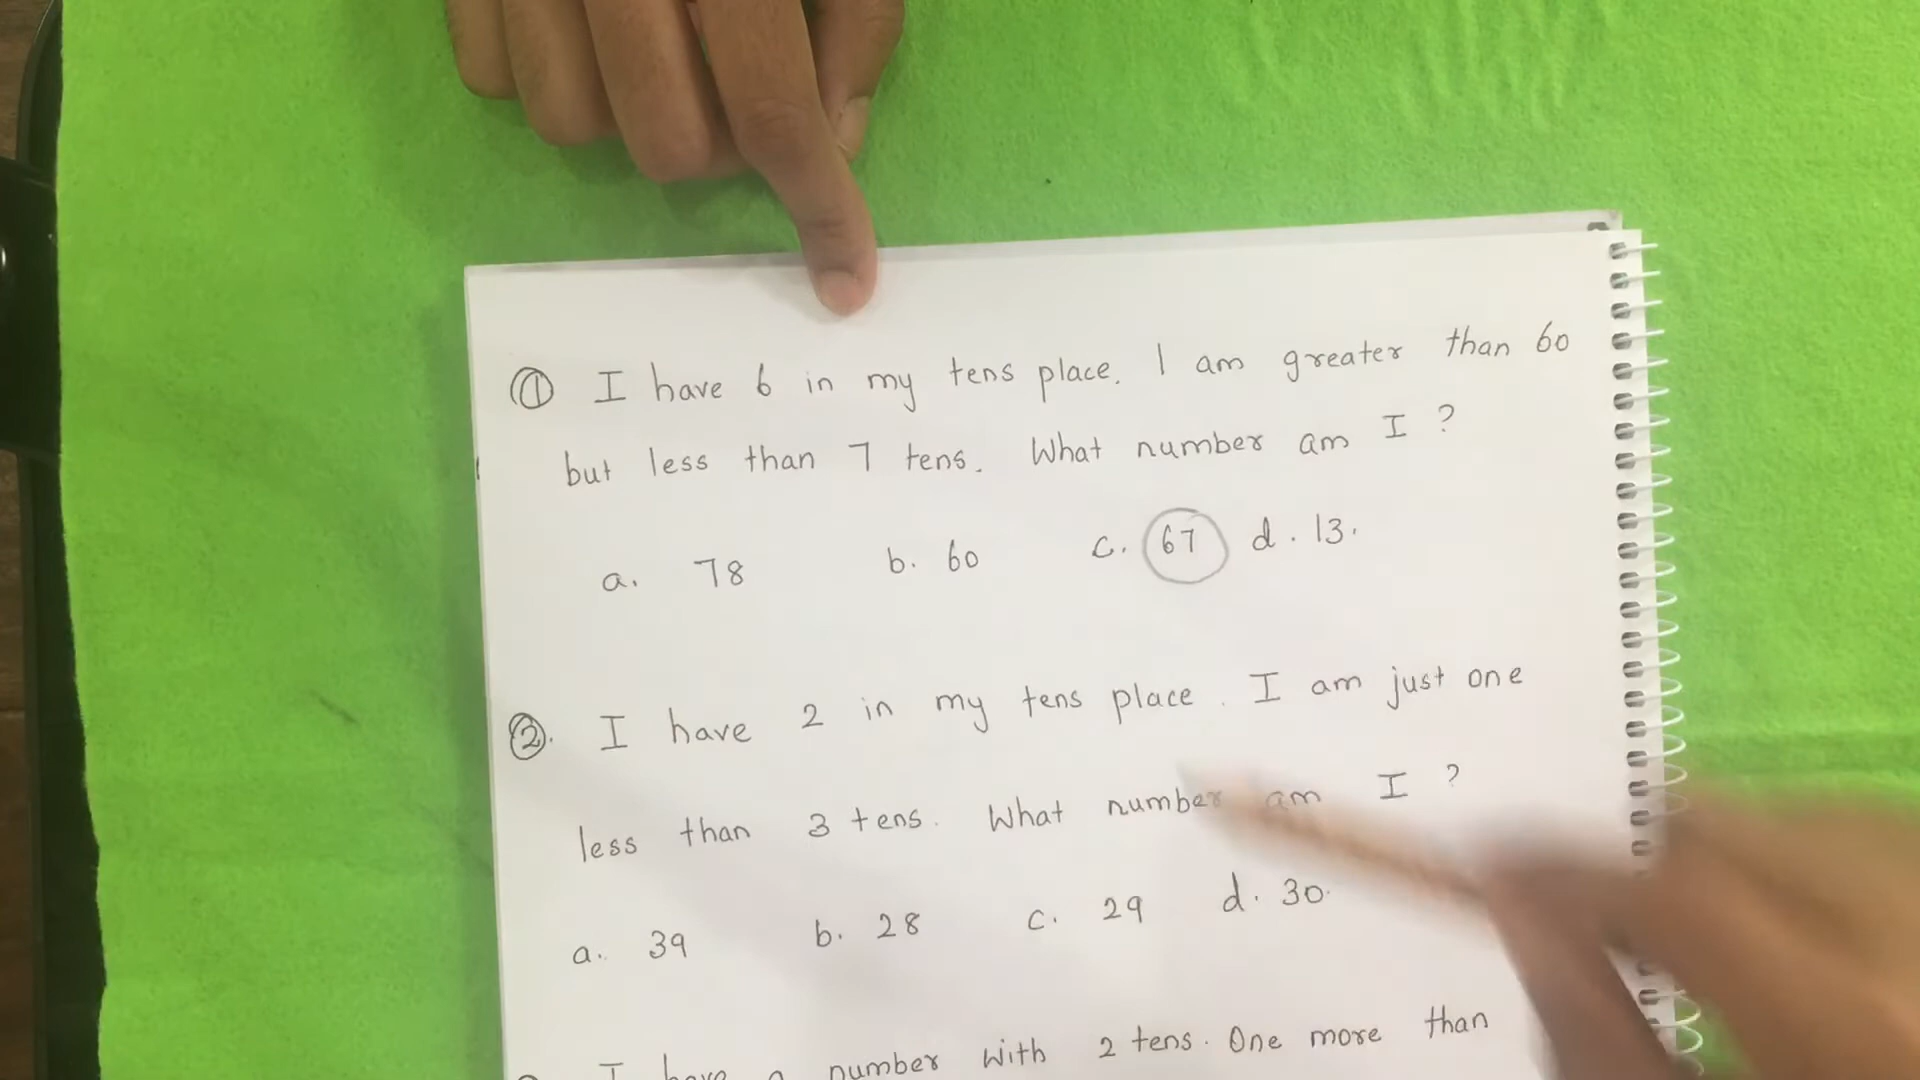 ① I have 6 in my tens place. I am greater than 60
but less than 7 tens. What number am I ?
a. 78 b. 60 c. 67 d. 13.
②. I have 2 in my tens place. I am just one
less than 3 tens. What number am I ?
a. 39 b. 28 c. 29 d. 30.
I have a number with 2 tens. One more than